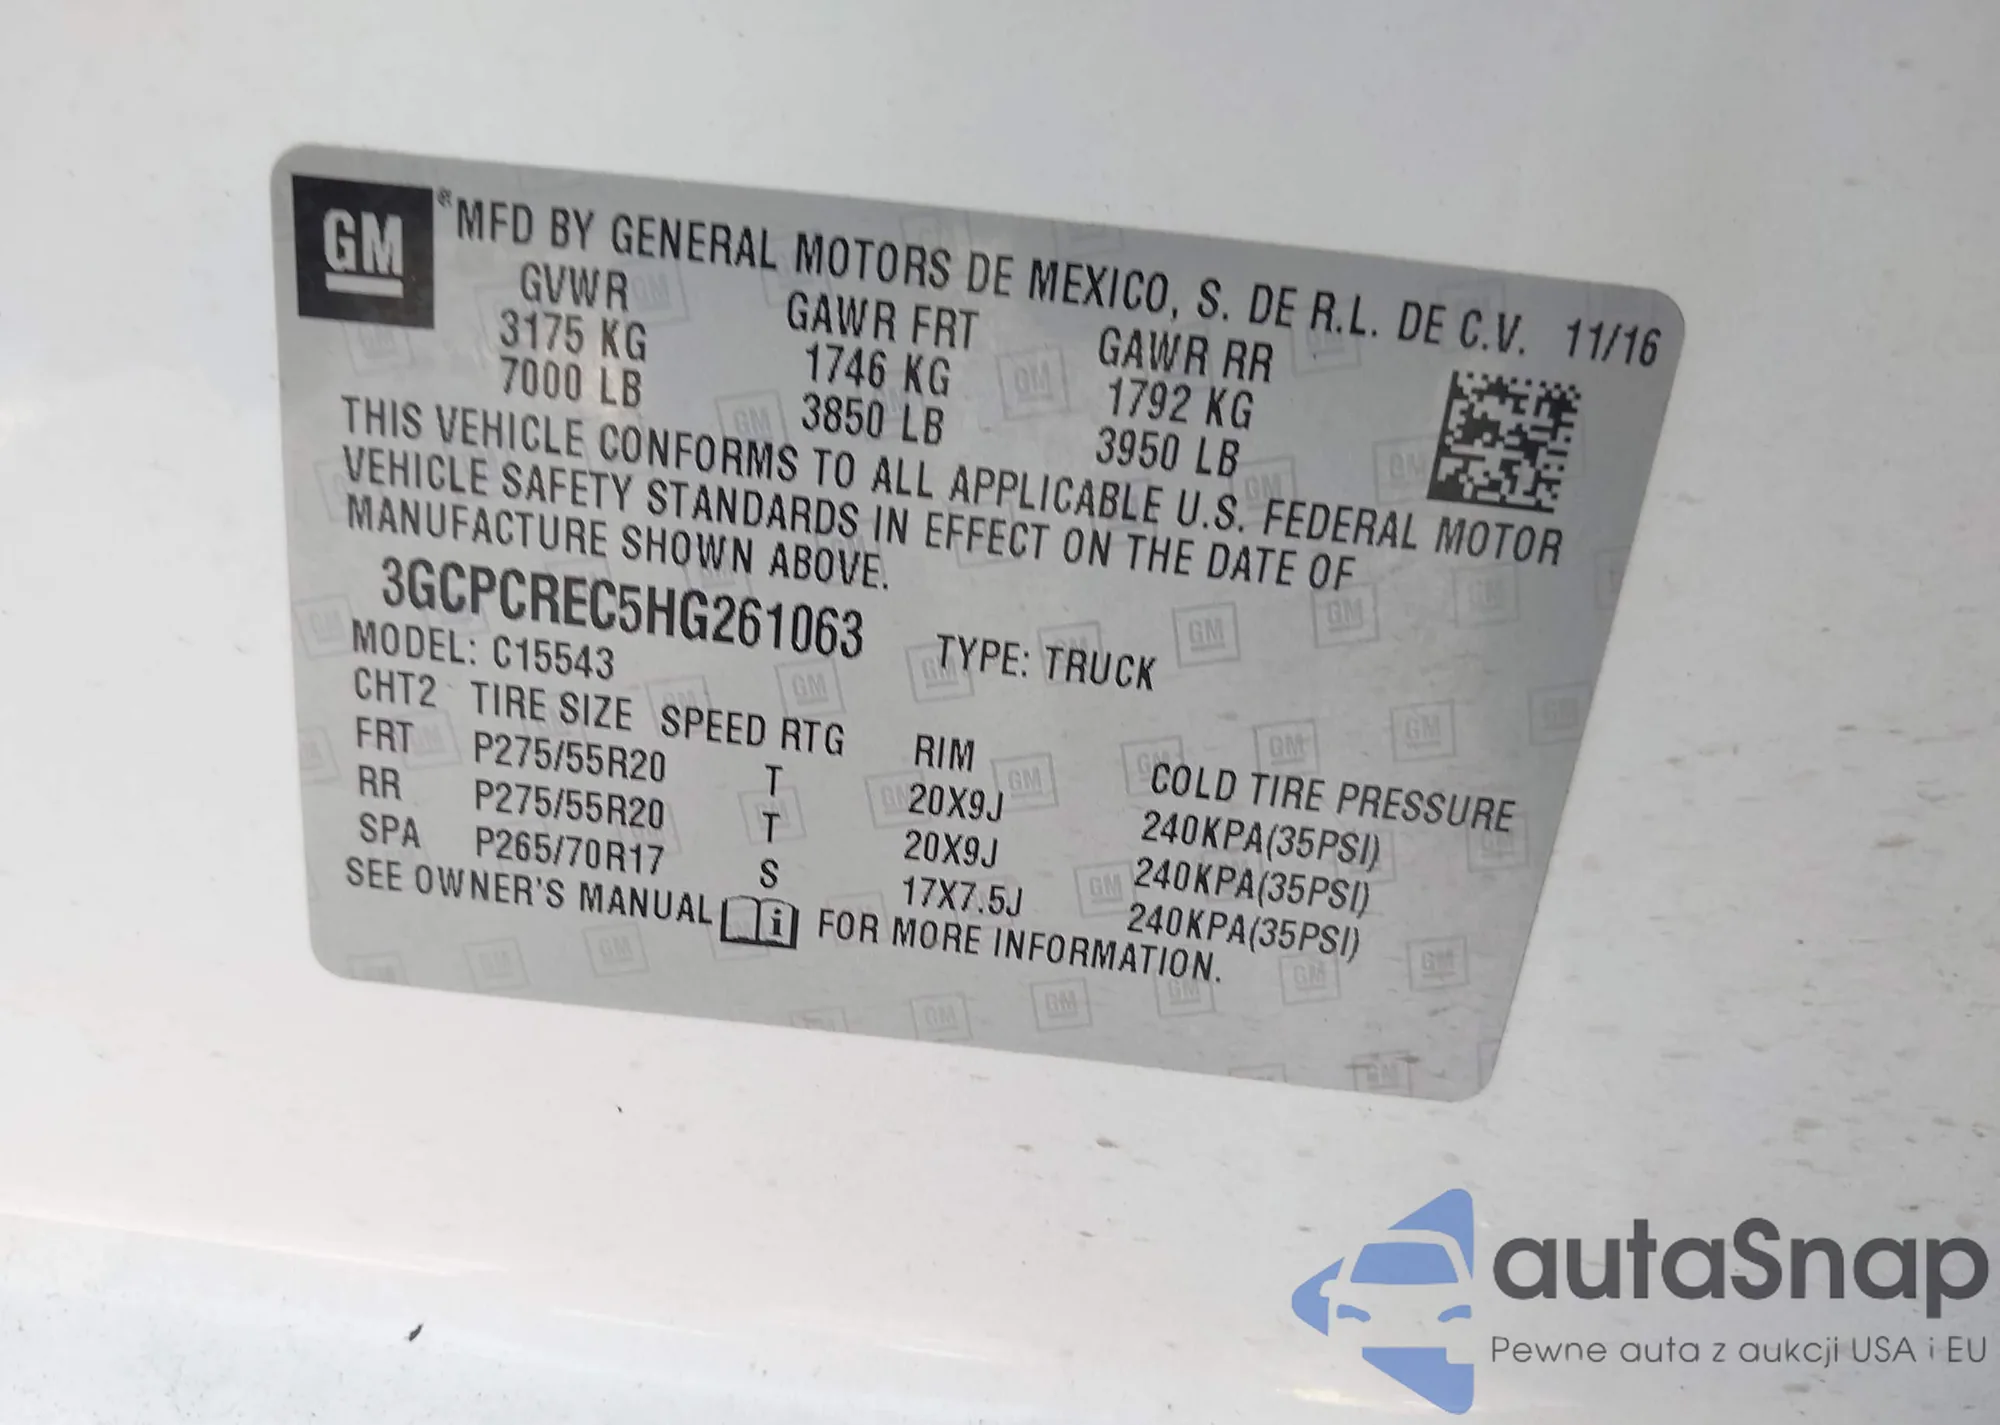 GM ® MFD BY GENERAL MOTORS DE MEXICO, S. DE R.L. DE C.V. 11/16
GVWR GAWR FRT GAWR RR
3175 KG 1746 KG 1792 KG
7000 LB 3850 LB 3950 LB
THIS VEHICLE CONFORMS TO ALL APPLICABLE U.S. FEDERAL MOTOR
VEHICLE SAFETY STANDARDS IN EFFECT ON THE DATE OF
MANUFACTURE SHOWN ABOVE.
3GCPCREC5HG261063 TYPE: TRUCK
MODEL: C15543
CHT2 TIRE SIZE SPEED RTG RIM COLD TIRE PRESSURE
FRT P275/55R20 T 20X9J 240KPA(35PSI)
RR P275/55R20 T 20X9J 240KPA(35PSI)
SPA P265/70R17 S 17X7.5J 240KPA(35PSI)
SEE OWNER'S MANUAL i FOR MORE INFORMATION.
autaSnap
Pewne auta z aukcji USA i EU